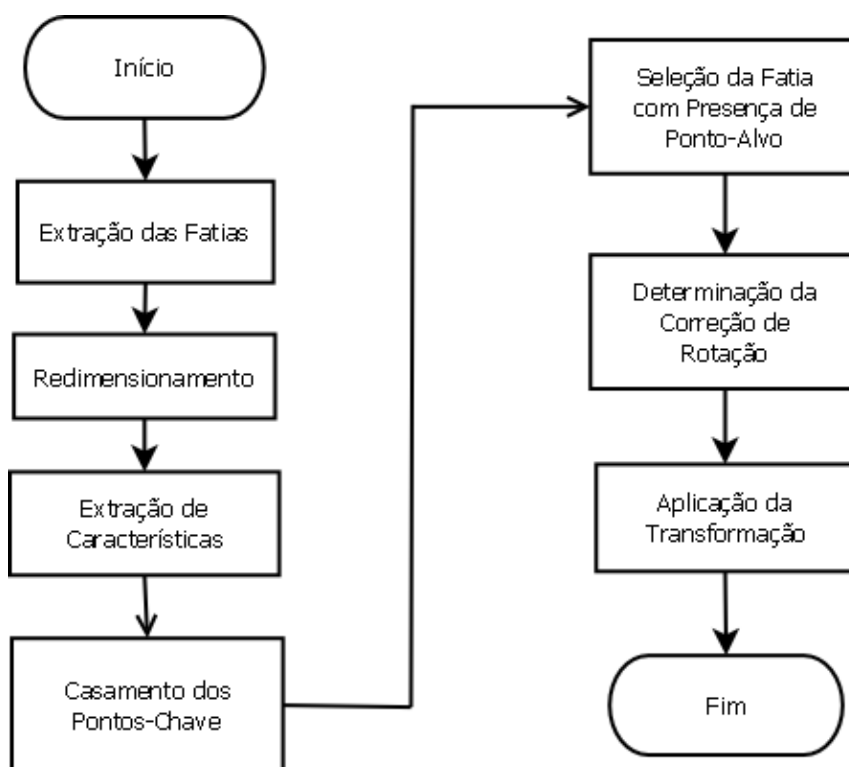 Início
Extração das Fatias
Redimensionamento
Extração de
Características
Casamento dos
Pontos-Chave
Seleção da Fatia
com Presença de
Ponto-Alvo
Determinação da
Correção de
Rotação
Aplicação da
Transformação
Fim